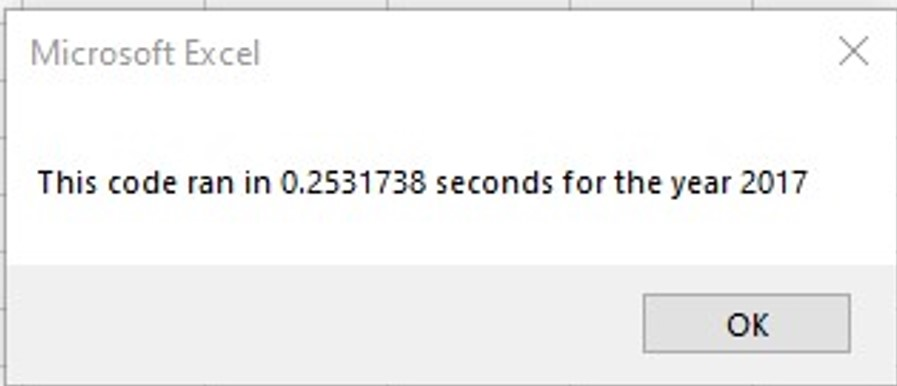 Microsoft Excel
This code ran in 0.2531738 seconds for the year 2017
OK